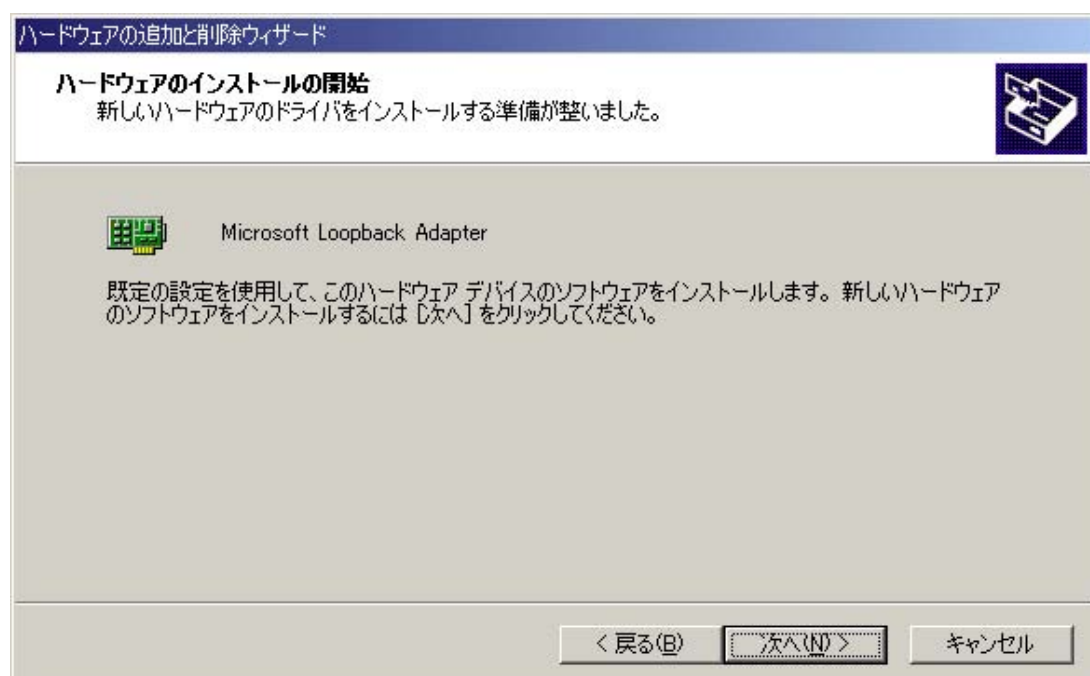 ハードウェアの追加と削除ウィザード
ハードウェアのインストールの開始
新しいハードウェアのドライバをインストールする準備が整いました。
Microsoft Loopback Adapter
既定の設定を使用して、このハードウェア デバイスのソフトウェアをインストールします。新しいハードウェア
のソフトウェアをインストールするには [次へ] をクリックしてください。
< 戻る(B)
次へ(N) >
キャンセル